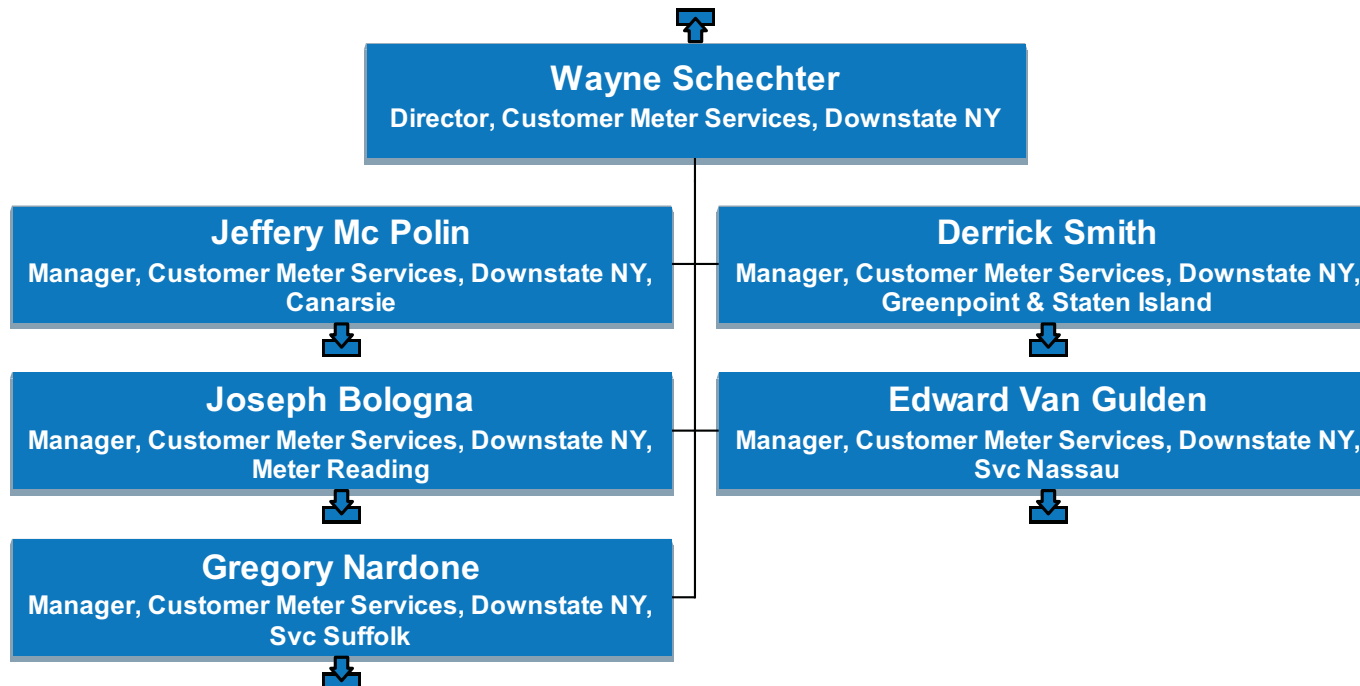 Wayne Schechter
Director, Customer Meter Services, Downstate NY
Jeffery Mc Polin
Manager, Customer Meter Services, Downstate NY,
Canarsie
Derrick Smith
Manager, Customer Meter Services, Downstate NY,
Greenpoint & Staten Island
Joseph Bologna
Manager, Customer Meter Services, Downstate NY,
Meter Reading
Edward Van Gulden
Manager, Customer Meter Services, Downstate NY,
Svc Nassau
Gregory Nardone
Manager, Customer Meter Services, Downstate NY,
Svc Suffolk